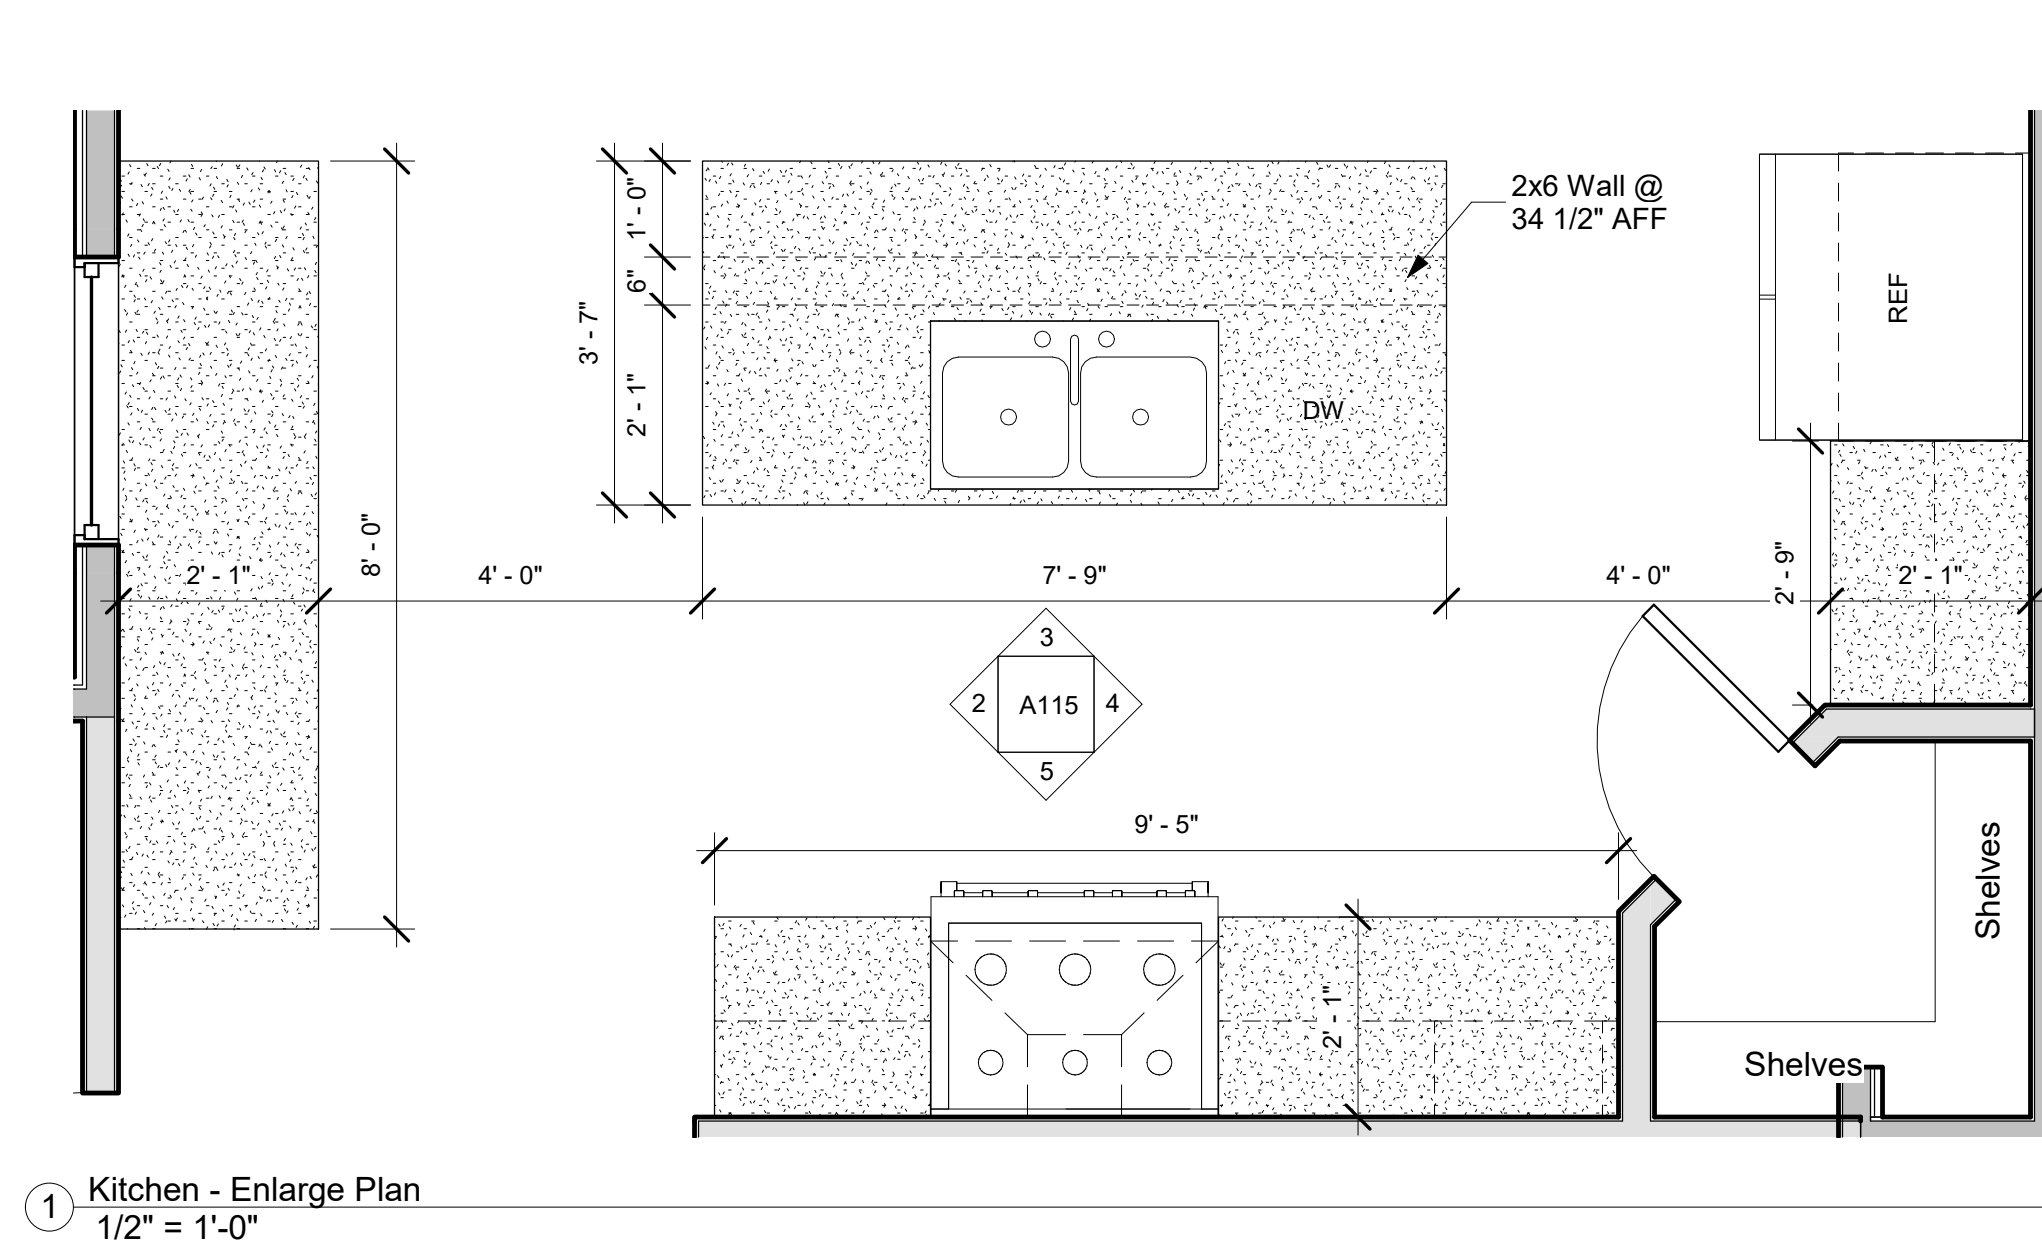 2x6 Wall @
34 1/2" AFF
1' - 0"
6"
3' - 7"
2' - 1"
REF
DW
8' - 0"
2' - 1"
4' - 0"
7' - 9"
4' - 0"
2' - 9"
2' - 1"
3
2
A115
4
5
9' - 5"
2' - 1"
Shelves
Shelves
1
Kitchen - Enlarge Plan
1/2" = 1'-0"